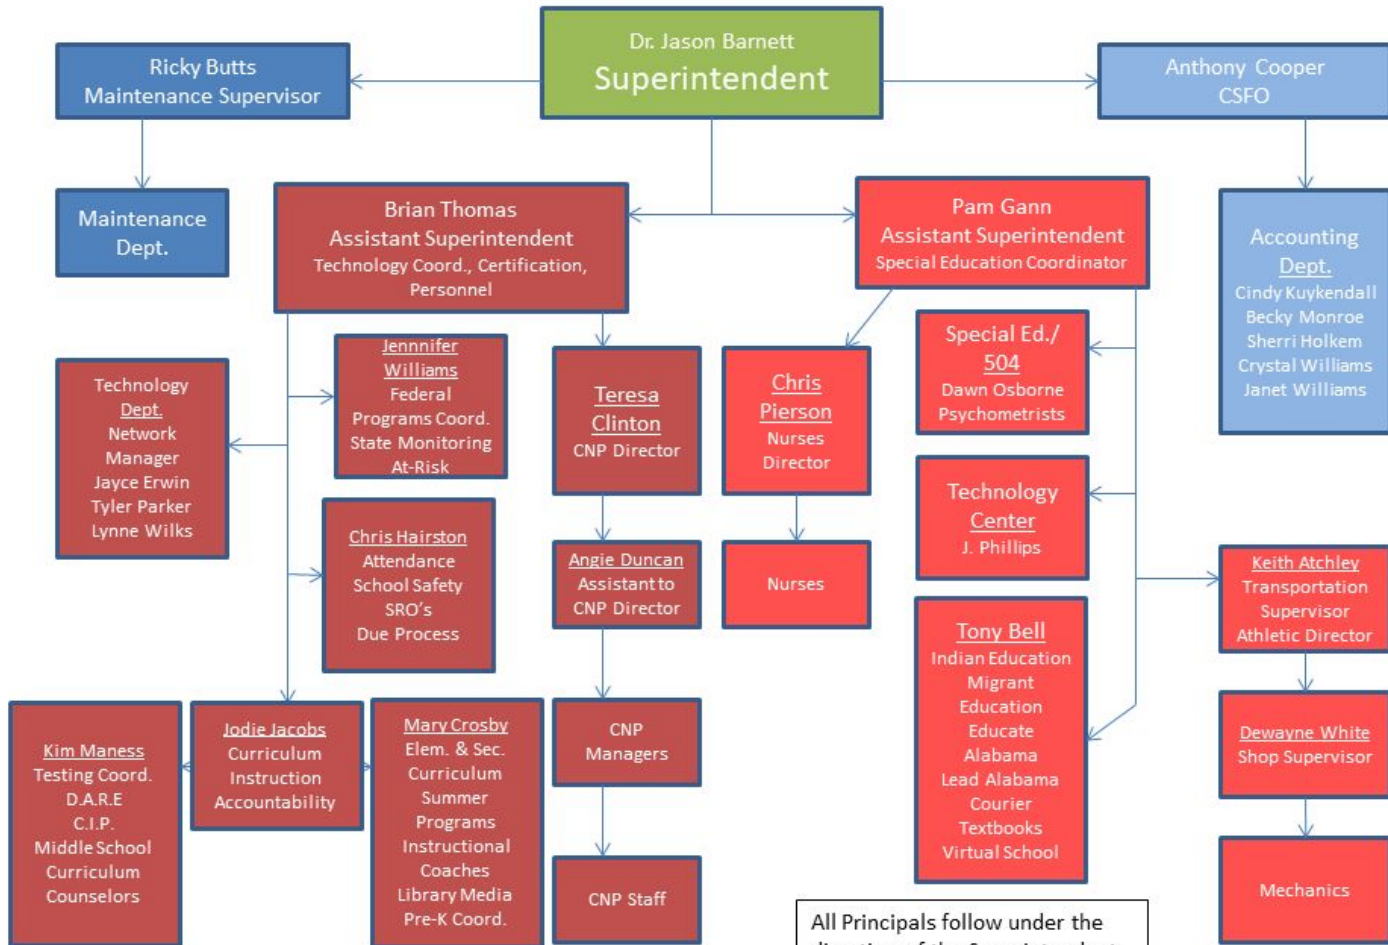 Dr. Jason Barnett
Superintendent
Ricky Butts
Maintenance Supervisor
Anthony Cooper
CSFO
Maintenance
Dept.
Brian Thomas
Assistant Superintendent
Technology Coord., Certification,
Personnel
Pam Gann
Assistant Superintendent
Special Education Coordinator
Accounting
Dept.
Cindy Kuykendall
Becky Monroe
Sherri Holkem
Crystal Williams
Janet Williams
Technology
Dept.
Network
Manager
Jayce Erwin
Tyler Parker
Lynne Wilks
Jennnifer
Williams
Federal
Programs Coord.
State Monitoring
At-Risk
Teresa
Clinton
CNP Director
Chris
Pierson
Nurses
Director
Special Ed./
504
Dawn Osborne
Psychometrists
Technology
Center
J. Phillips
Chris Hairston
Attendance
School Safety
SRO's
Due Process
Angie Duncan
Assistant to
CNP Director
Nurses
Keith Atchley
Transportation
Supervisor
Athletic Director
Tony Bell
Indian Education
Migrant
Education
Educate
Alabama
Lead Alabama
Courier
Textbooks
Virtual School
Kim Maness
Testing Coord.
D.A.R.E
C.I.P.
Middle School
Curriculum
Counselors
Jodie Jacobs
Curriculum
Instruction
Accountability
Mary Crosby
Elem. & Sec.
Curriculum
Summer
Programs
Instructional
Coaches
Library Media
Pre-K Coord.
CNP
Managers
Dewayne White
Shop Supervisor
CNP Staff
Mechanics
All Principals follow under the
direction of the Superintendent